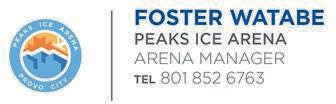 PEAKS ICE ARENA
PROVO CITY
FOSTER WATABE
PEAKS ICE ARENA
ARENA MANAGER
TEL 801 852 6763